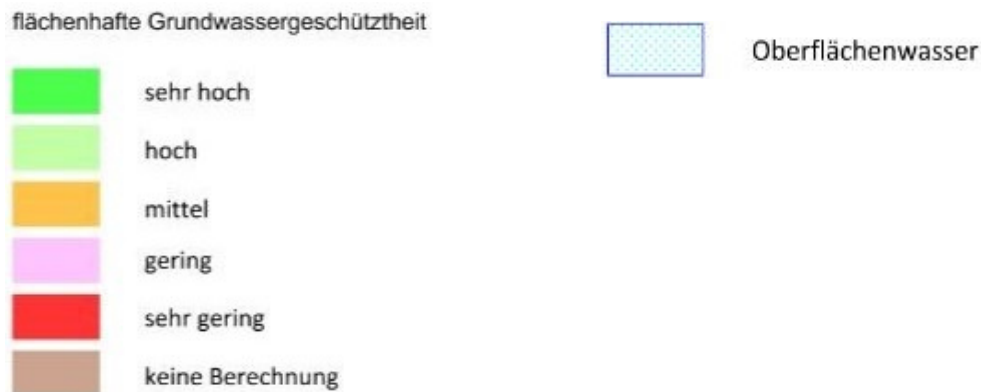 flächenhafte Grundwassergeschütztheit
Oberflächenwasser
sehr hoch
hoch
mittel
gering
sehr gering
keine Berechnung